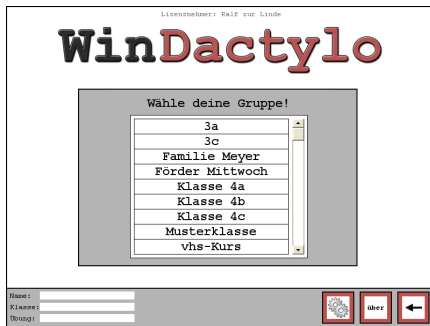 Lizenznehmer: Ralf zur Linde
WinDactylo
Wähle deine Gruppe!
3a
3c
Familie Meyer
Förder Mittwoch
Klasse 4a
Klasse 4b
Klasse 4c
Musterklasse
vhs-Kurs
Name:
Klasse:
Übung:
über